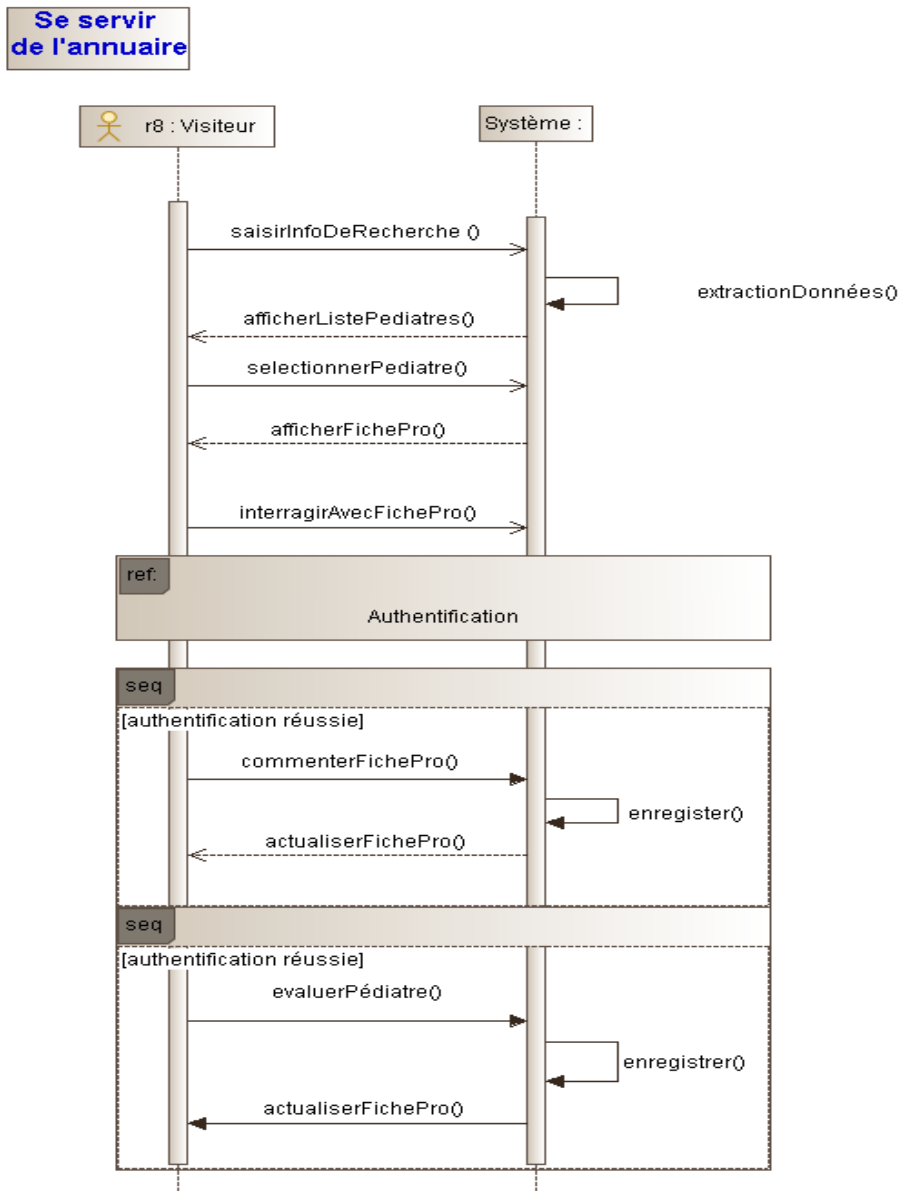 Se servir
de l'annuaire
r8 : Visiteur
Système :
saisirInfoDeRecherche ()
extractionDonnées()
afficherListePediatres()
selectionnerPediatre()
afficherFichePro()
interragirAvecFichePro()
ref:
Authentification
seq
[authentification réussie]
commenterFichePro()
enregister()
actualiserFichePro()
seq
[authentification réussie]
evaluerPédiatre()
enregistrer()
actualiserFichePro()